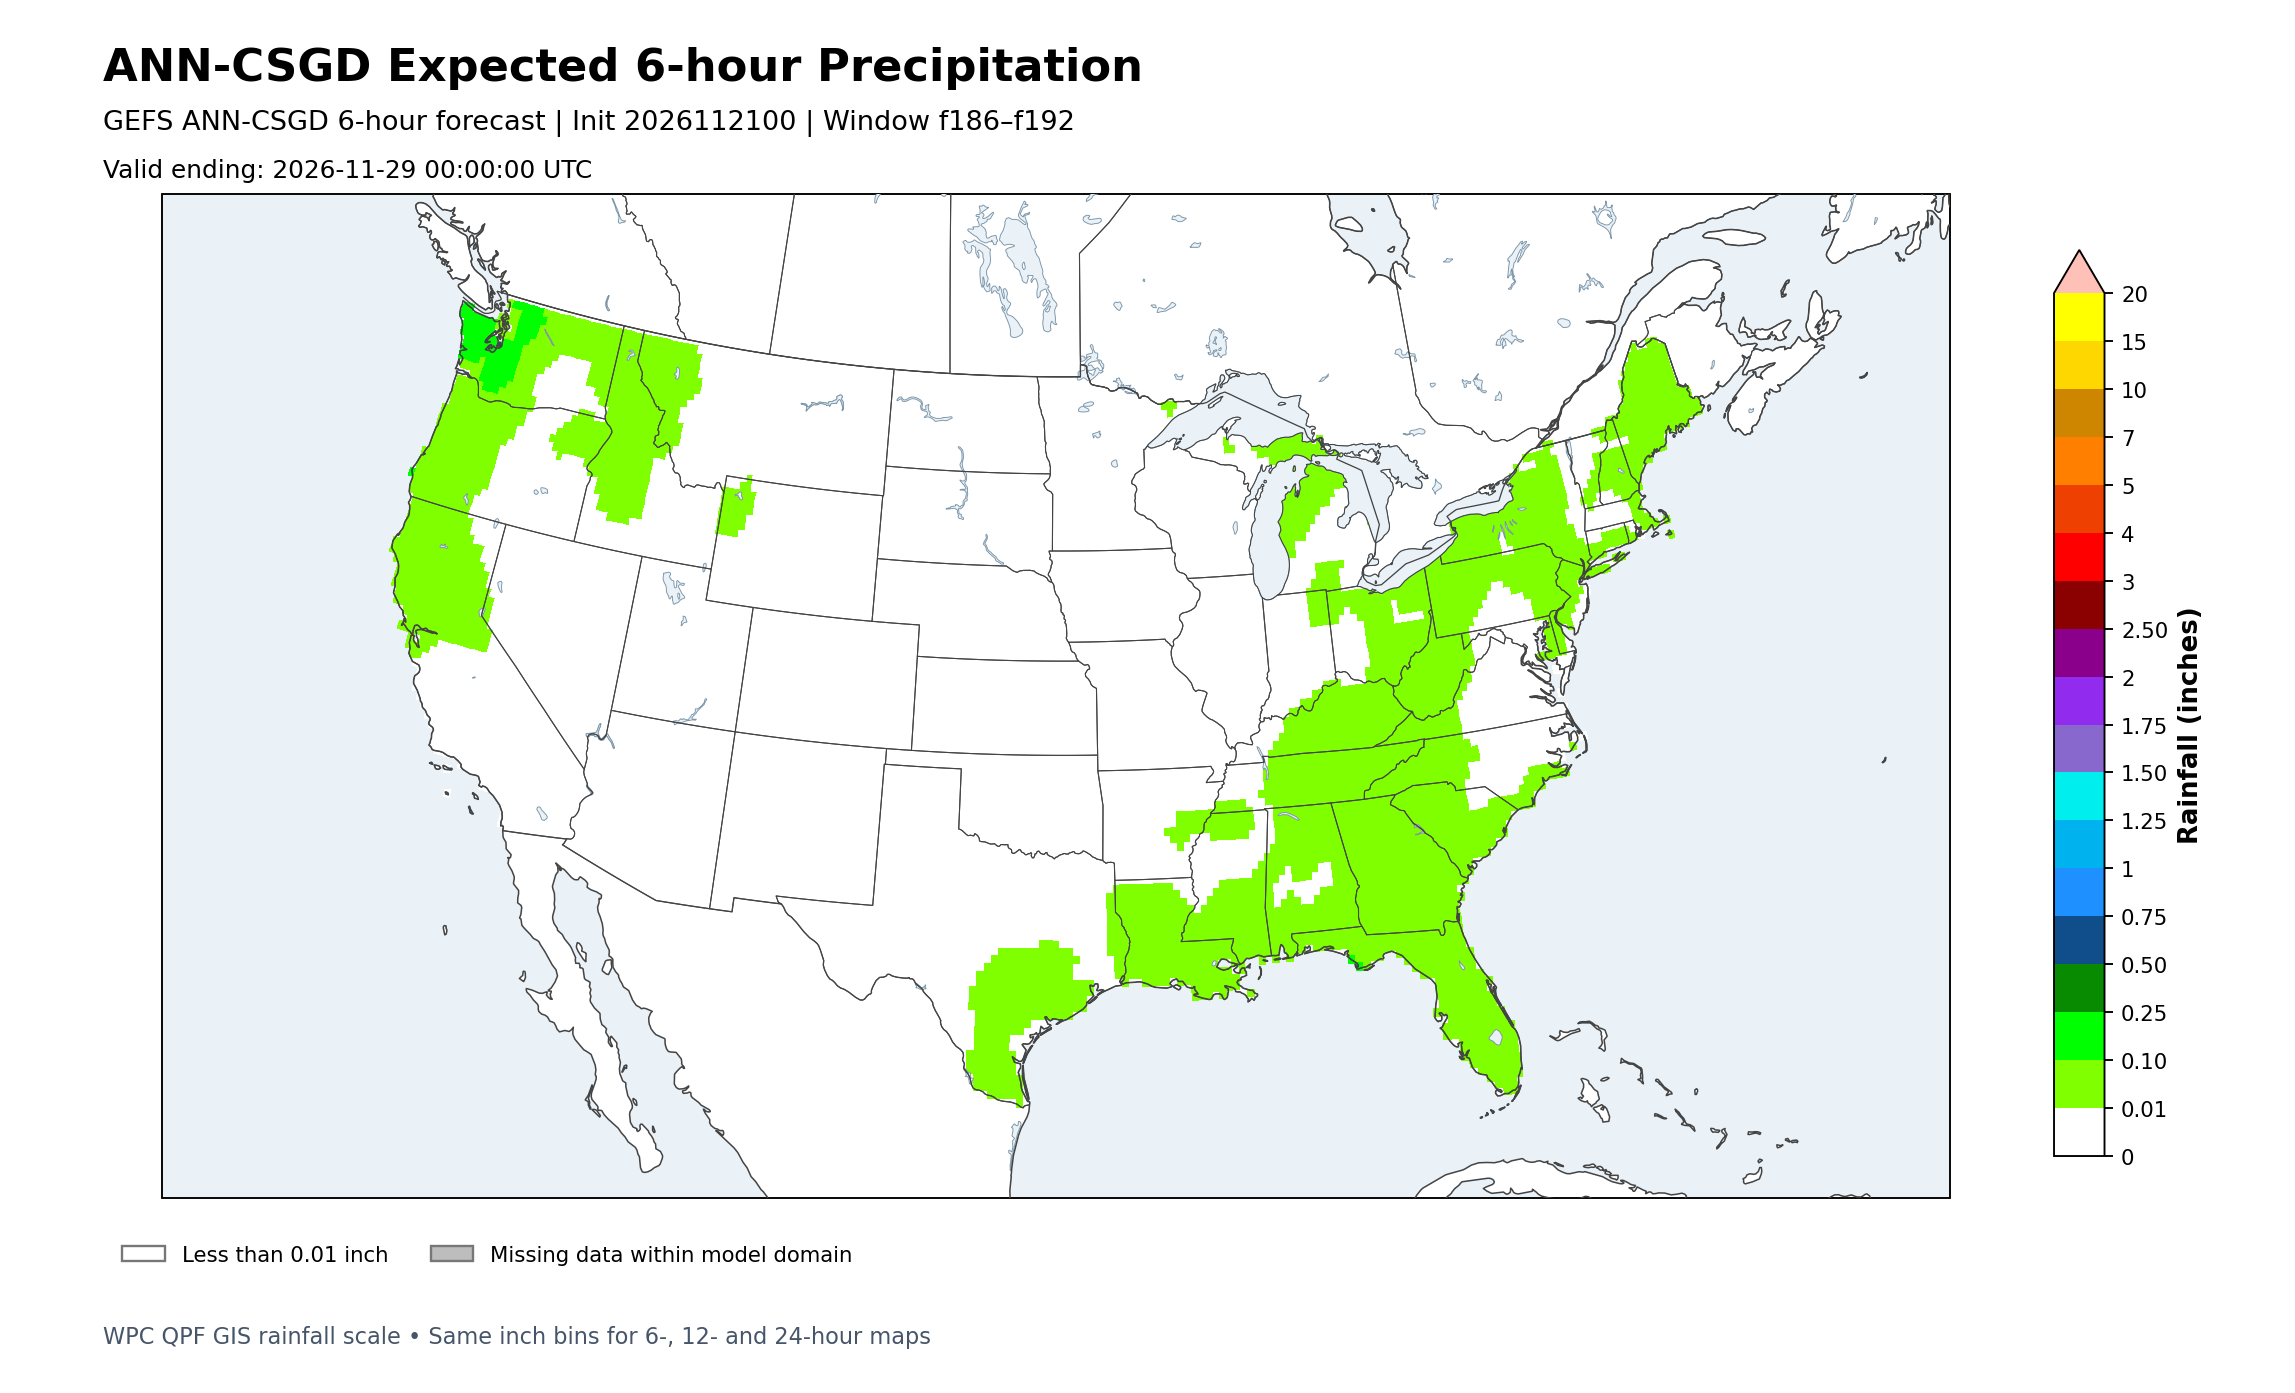 ANN-CSGD Expected 6-hour Precipitation
GEFS ANN-CSGD 6-hour forecast | Init 2026112100 | Window f186–f192
Valid ending: 2026-11-29 00:00:00 UTC
20
15
10
7
5
4
3
2.50
2
1.75
1.50
1.25
1
0.75
0.50
0.25
0.10
0.01
0
Rainfall (inches)
Less than 0.01 inch
Missing data within model domain
WPC QPF GIS rainfall scale • Same inch bins for 6-, 12- and 24-hour maps